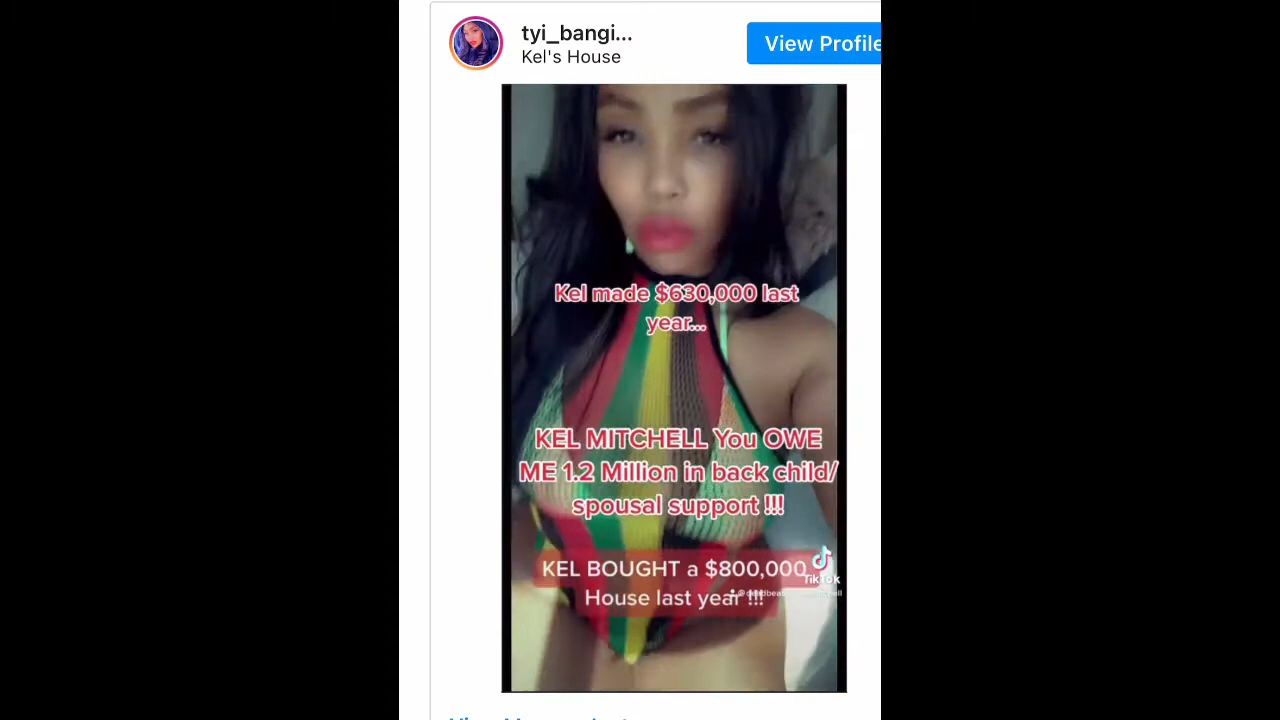 tyi_bangi...
Kel's House
View Profile
Kel made $630,000 last
year...
KEL MITCHELL You OWE
ME 1.2 Million in back child/
spousal support !!!
KEL BOUGHT a $800,000
House last year !!!
TikTok